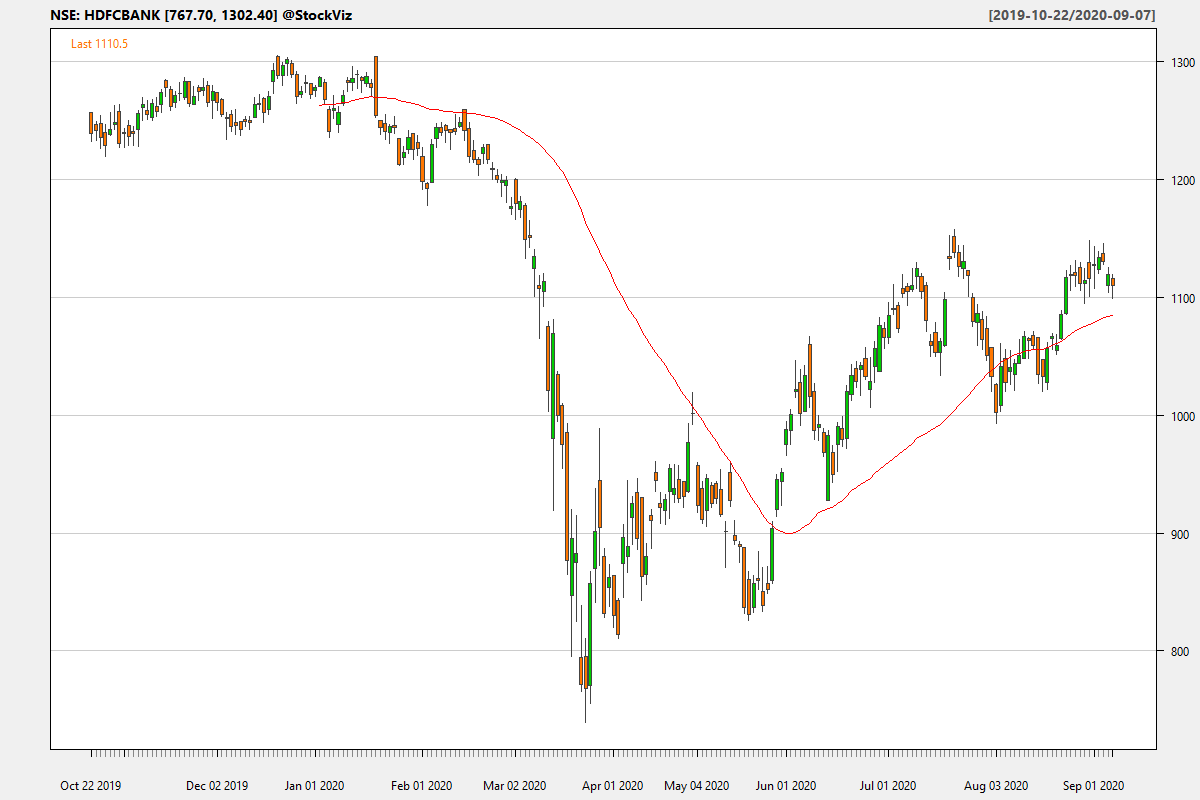 NSE: HDFCBANK [767.70, 1302.40] @StockViz [2019-10-22/2020-09-07]
Last 1110.5
1300
1200
1100
1000
900
800
Oct 22 2019 Dec 02 2019 Jan 01 2020 Feb 01 2020 Mar 02 2020 Apr 01 2020 May 04 2020 Jun 01 2020 Jul 01 2020 Aug 03 2020 Sep 01 2020